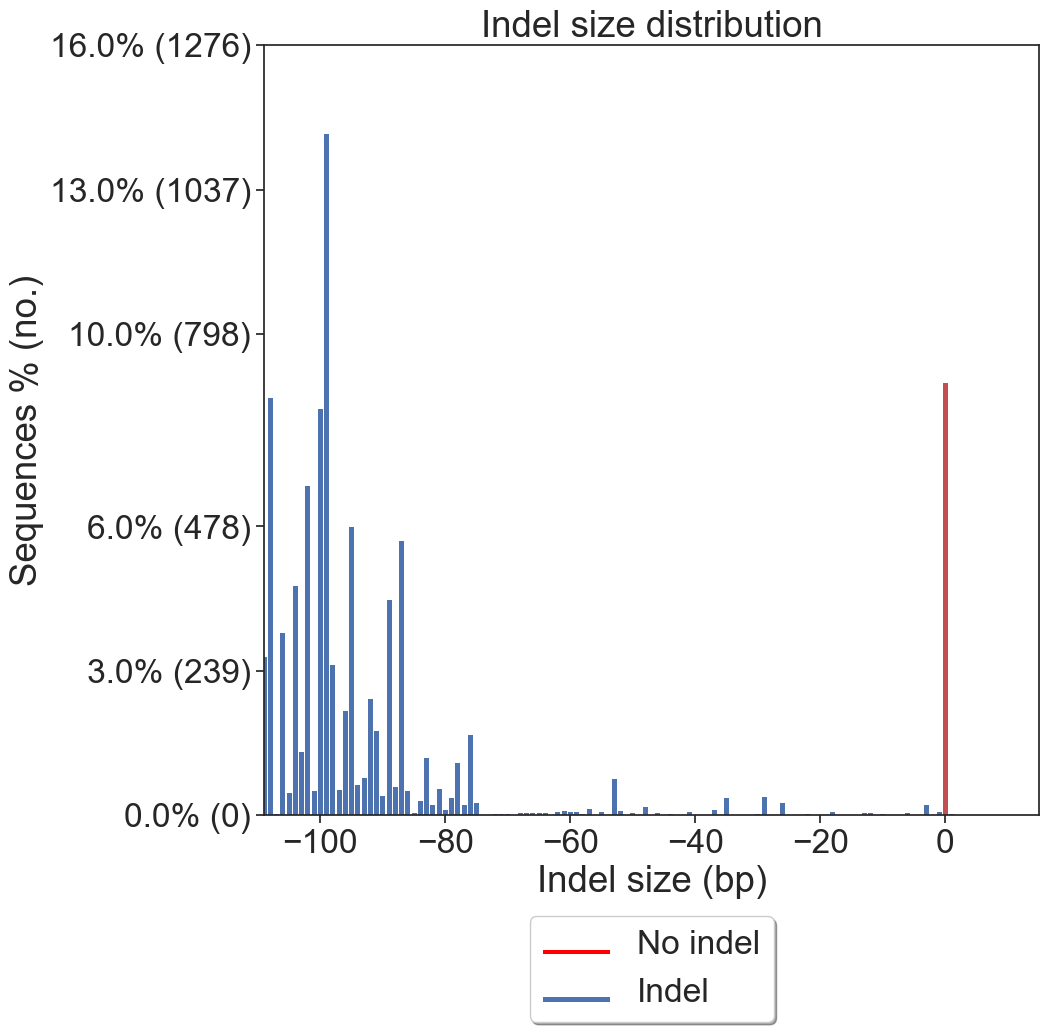 Indel size distribution
16.0% (1276)
13.0% (1037)
10.0% (798)
6.0% (478)
3.0% (239)
0.0% (0)
Sequences % (no.)
−100 −80 −60 −40 −20 0
Indel size (bp)
No indel
Indel